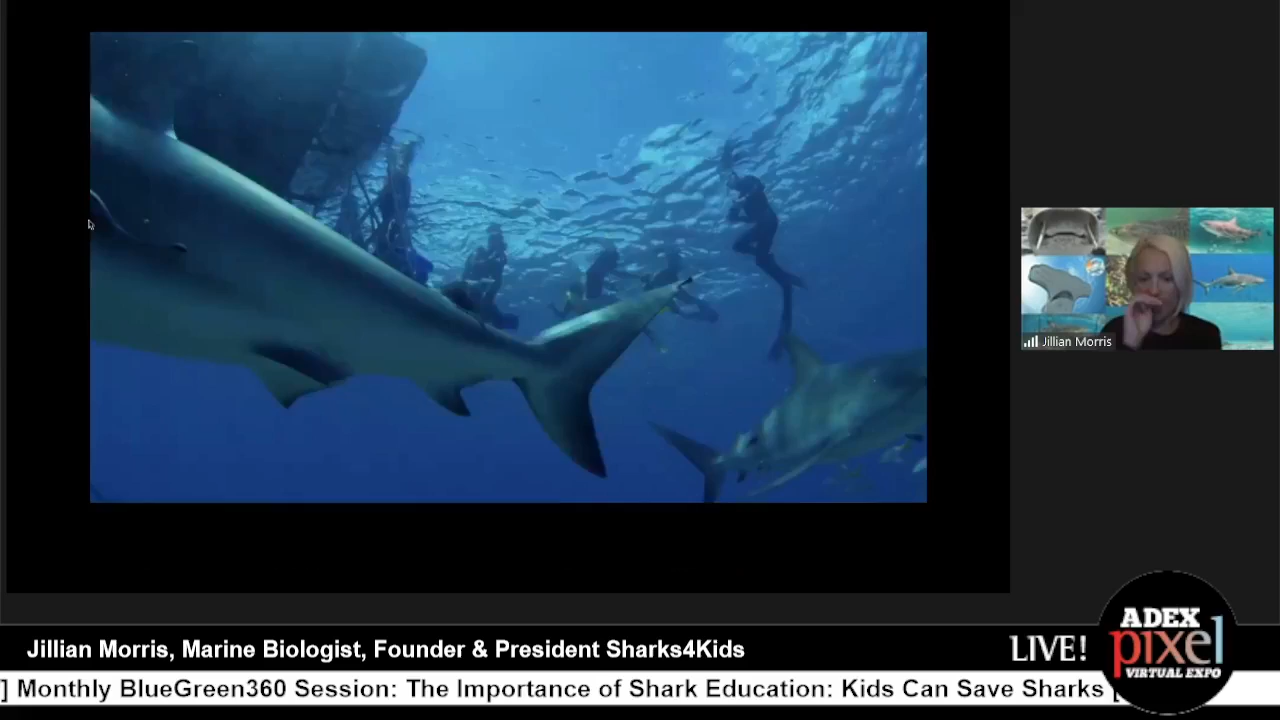 Jillian Morris
Jillian Morris, Marine Biologist, Founder & President Sharks4Kids
LIVE!
ADEX
pixel
VIRTUAL EXPO
] Monthly BlueGreen360 Session: The Importance of Shark Education: Kids Can Save Sharks [